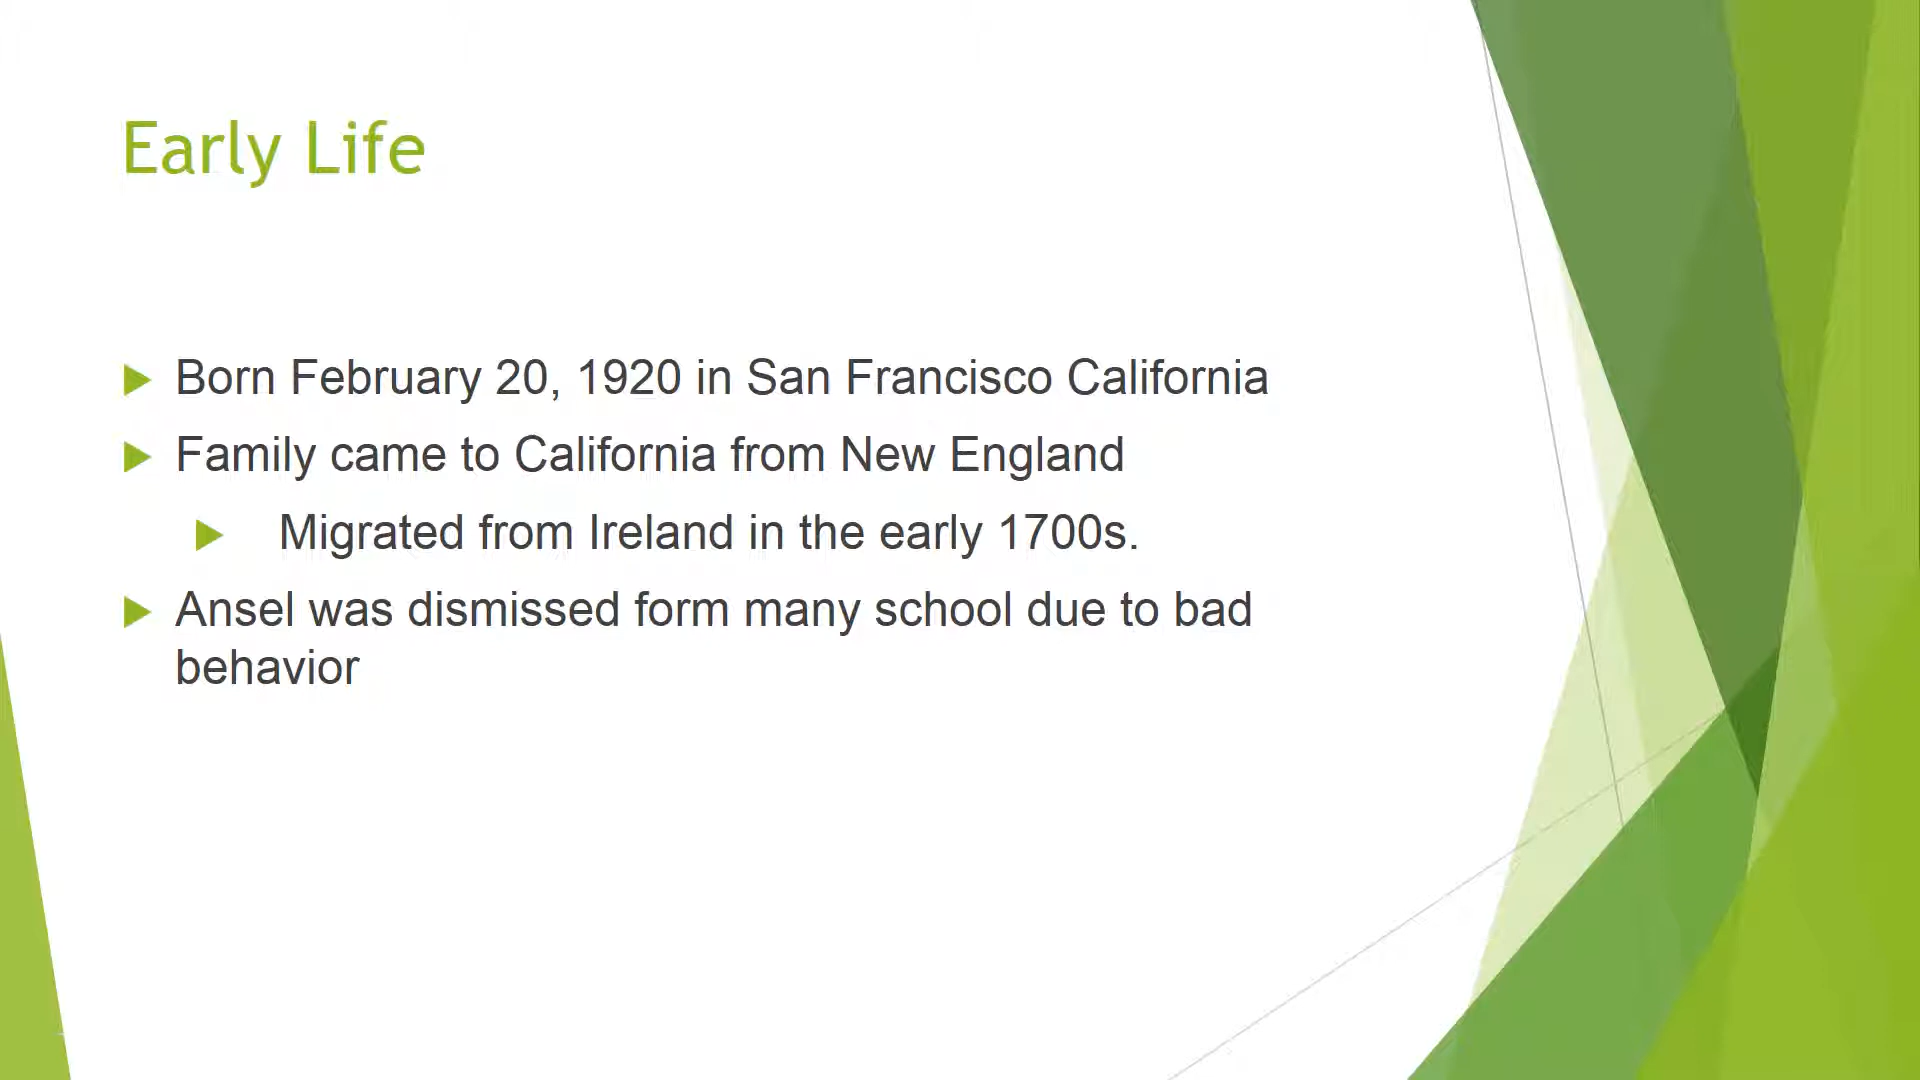 Early Life
Born February 20, 1920 in San Francisco California
Family came to California from New England
Migrated from Ireland in the early 1700s.
Ansel was dismissed form many school due to bad
behavior